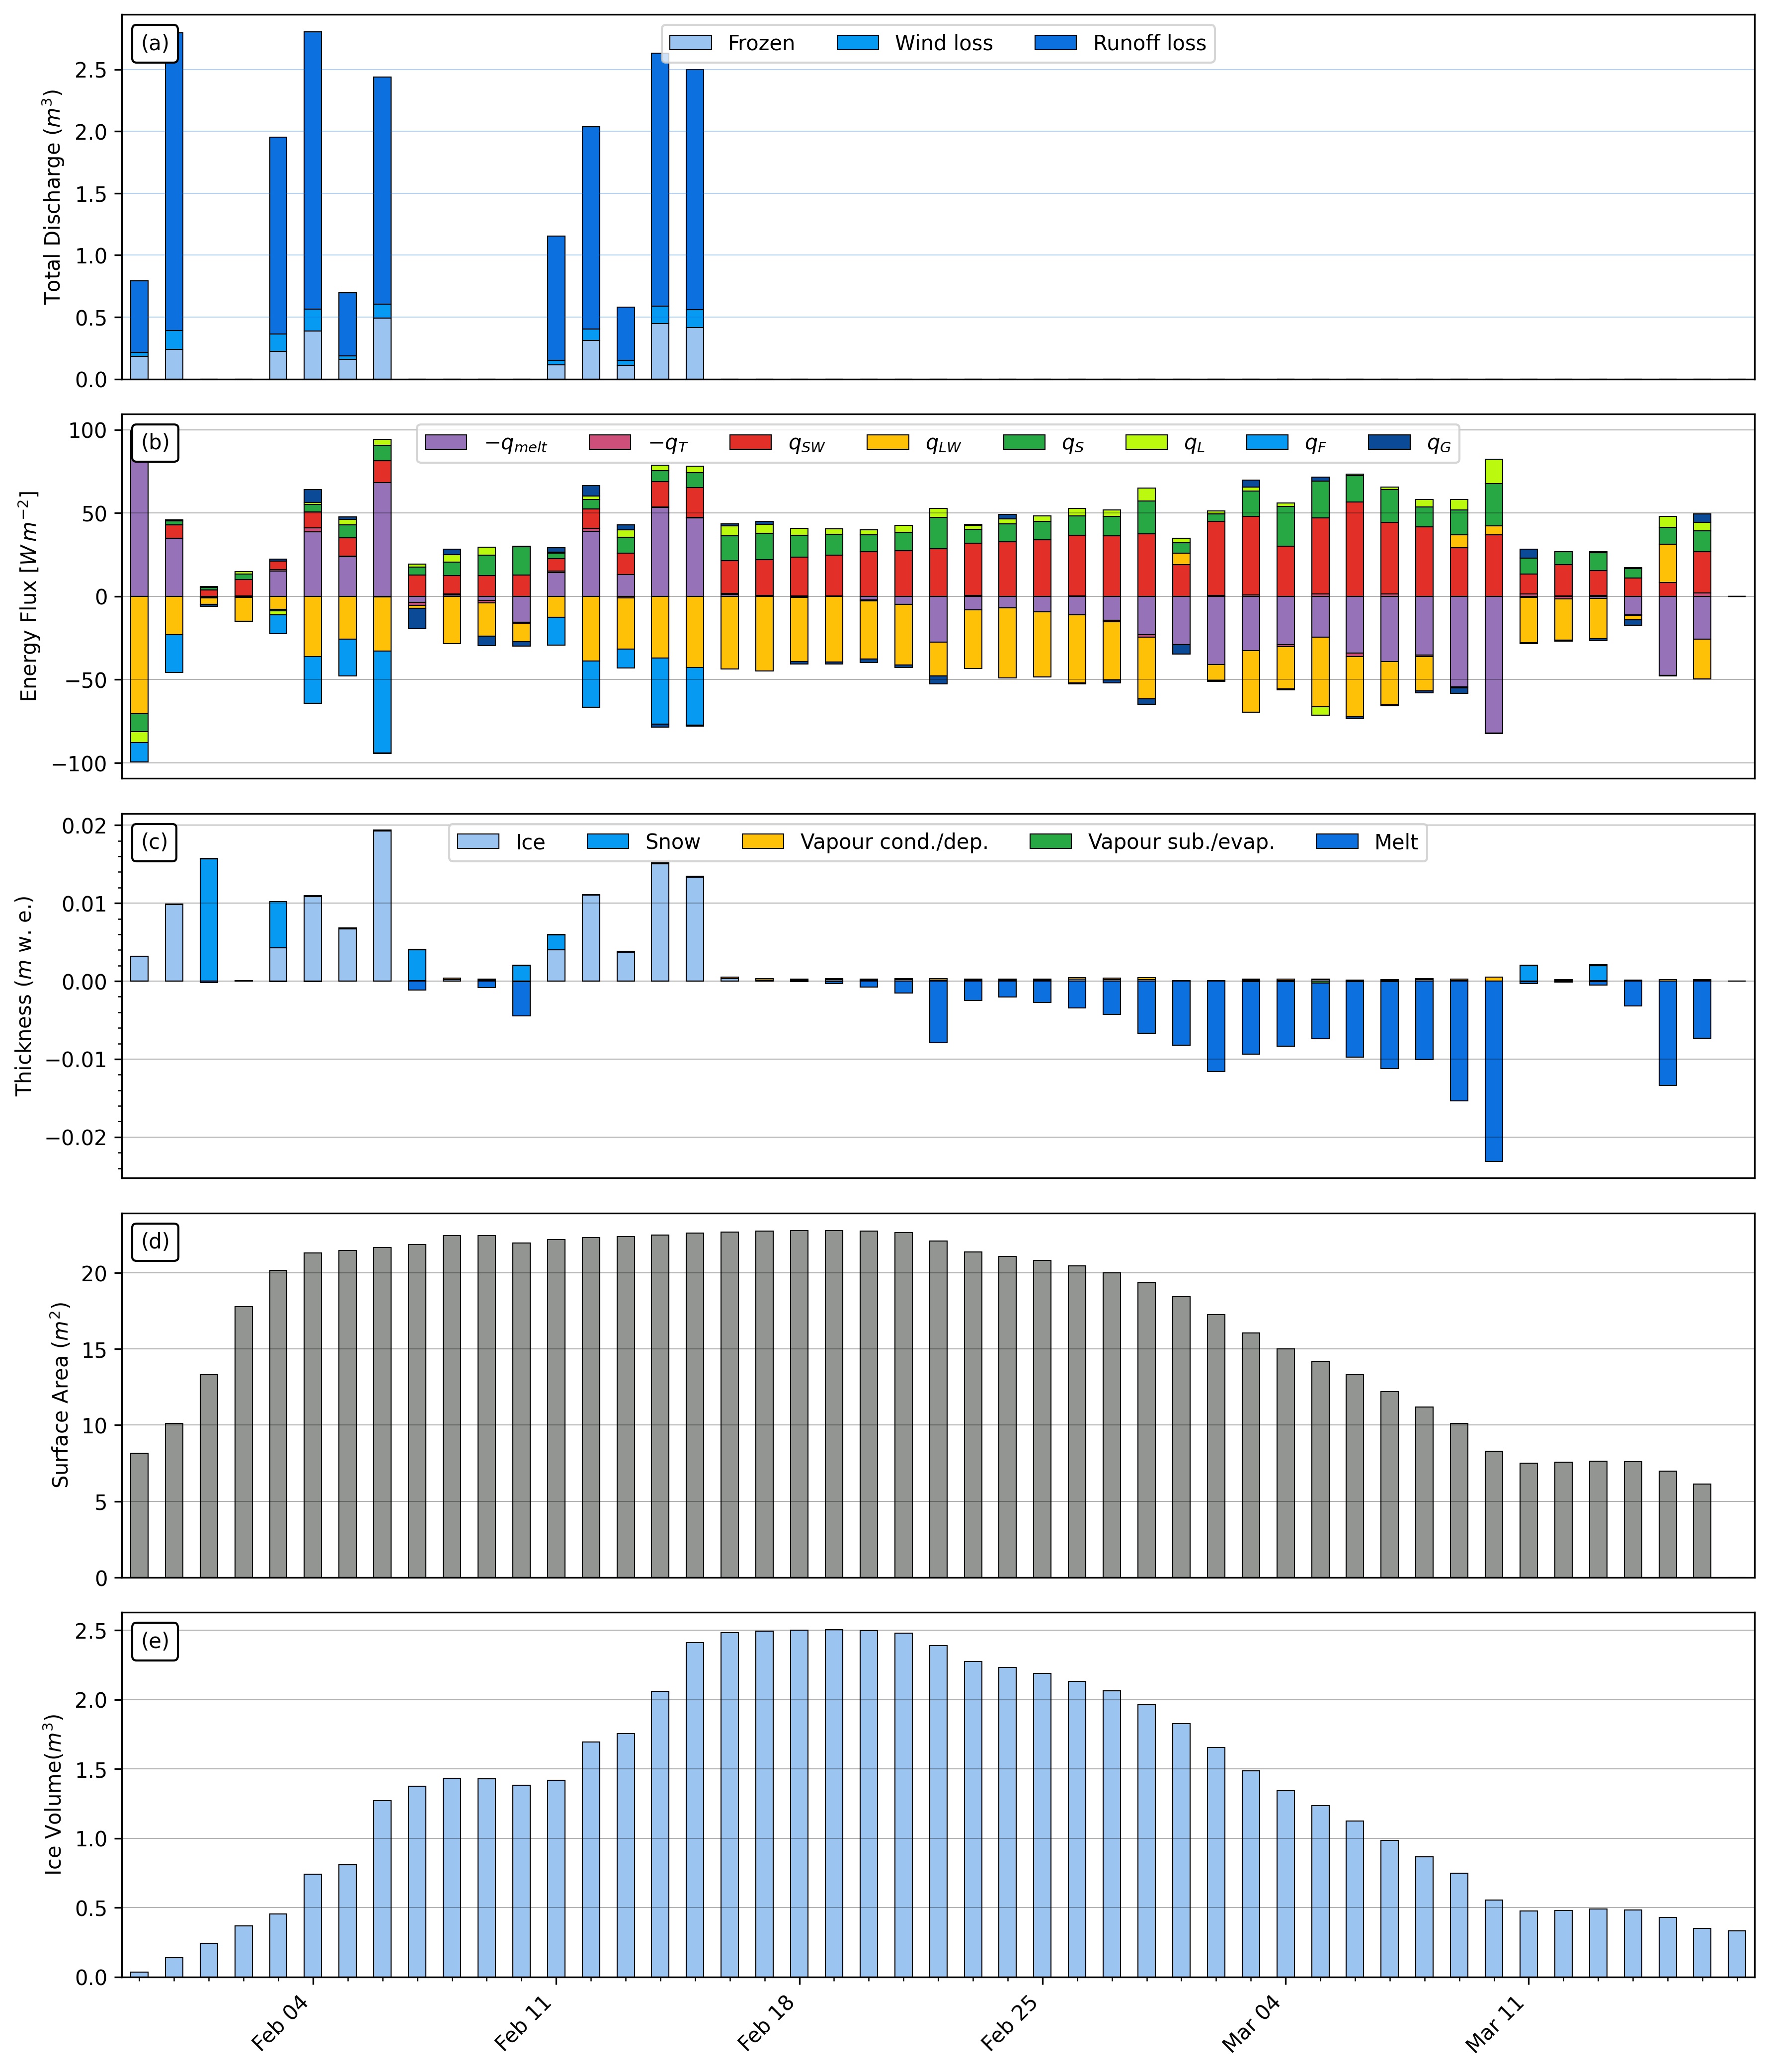 (a)
Frozen Wind loss Runoff loss
Total Discharge (m³)
2.5
2.0
1.5
1.0
0.5
0.0
(b)
−q_melt −q_T q_SW q_LW q_S q_L q_F q_G
Energy Flux [W m⁻²]
100
50
0
−50
−100
(c)
Ice Snow Vapour cond./dep. Vapour sub./evap. Melt
Thickness (m w. e.)
0.02
0.01
0.00
−0.01
−0.02
(d)
Surface Area (m²)
20
15
10
5
0
(e)
Ice Volume(m³)
2.5
2.0
1.5
1.0
0.5
0.0
Feb 04 Feb 11 Feb 18 Feb 25 Mar 04 Mar 11